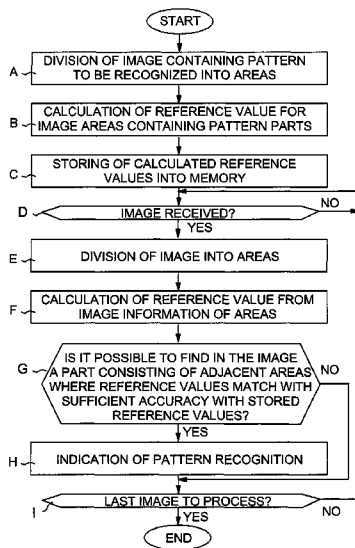 START
A
DIVISION OF IMAGE CONTAINING PATTERN
TO BE RECOGNIZED INTO AREAS
B
CALCULATION OF REFERENCE VALUE FOR
IMAGE AREAS CONTAINING PATTERN PARTS
C
STORING OF CALCULATED REFERENCE
VALUES INTO MEMORY
D
IMAGE RECEIVED?
NO
YES
E
DIVISION OF IMAGE INTO AREAS
F
CALCULATION OF REFERENCE VALUE FROM
IMAGE INFORMATION OF AREAS
G
IS IT POSSIBLE TO FIND IN THE IMAGE
A PART CONSISTING OF ADJACENT AREAS
WHERE REFERENCE VALUES MATCH WITH
SUFFICIENT ACCURACY WITH STORED
REFERENCE VALUES?
NO
YES
H
INDICATION OF PATTERN RECOGNITION
I
LAST IMAGE TO PROCESS?
NO
YES
END